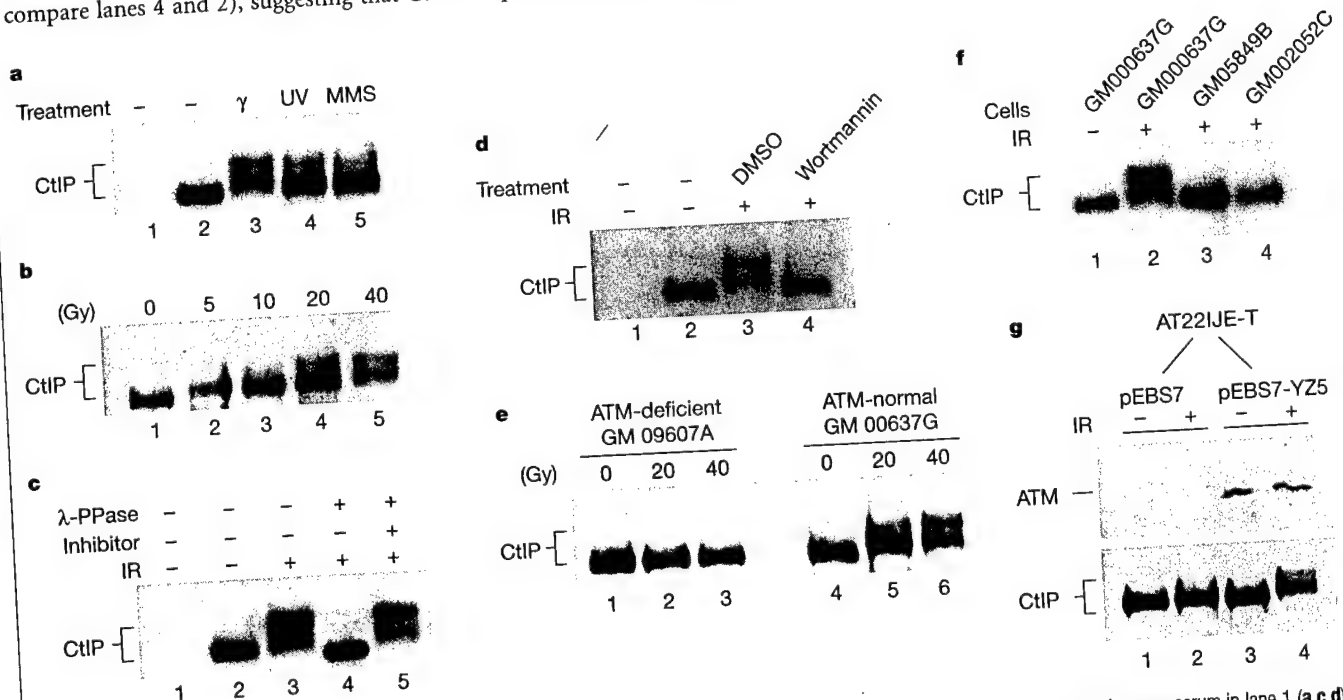 compare lanes 4 and 2), suggesting that
a
Treatment – – γ UV MMS
CtIP
1 2 3 4 5
b
(Gy) 0 5 10 20 40
CtIP
1 2 3 4 5
c
λ-PPase – – – + +
Inhibitor – – – – +
IR – – + + +
CtIP
1 2 3 4 5
d
Treatment – – DMSO Wortmannin
IR – – + +
CtIP
1 2 3 4
e
ATM-deficient
GM 09607A
ATM-normal
GM 00637G
(Gy) 0 20 40 0 20 40
CtIP
1 2 3 4 5 6
f
Cells GM000637G GM000637G GM05849B GM002052C
IR – + + +
CtIP
1 2 3 4
g
AT22IJE-T
pEBS7 pEBS7-YZ5
IR – + – +
ATM
CtIP
1 2 3 4
serum in lane 1 (a,c,d